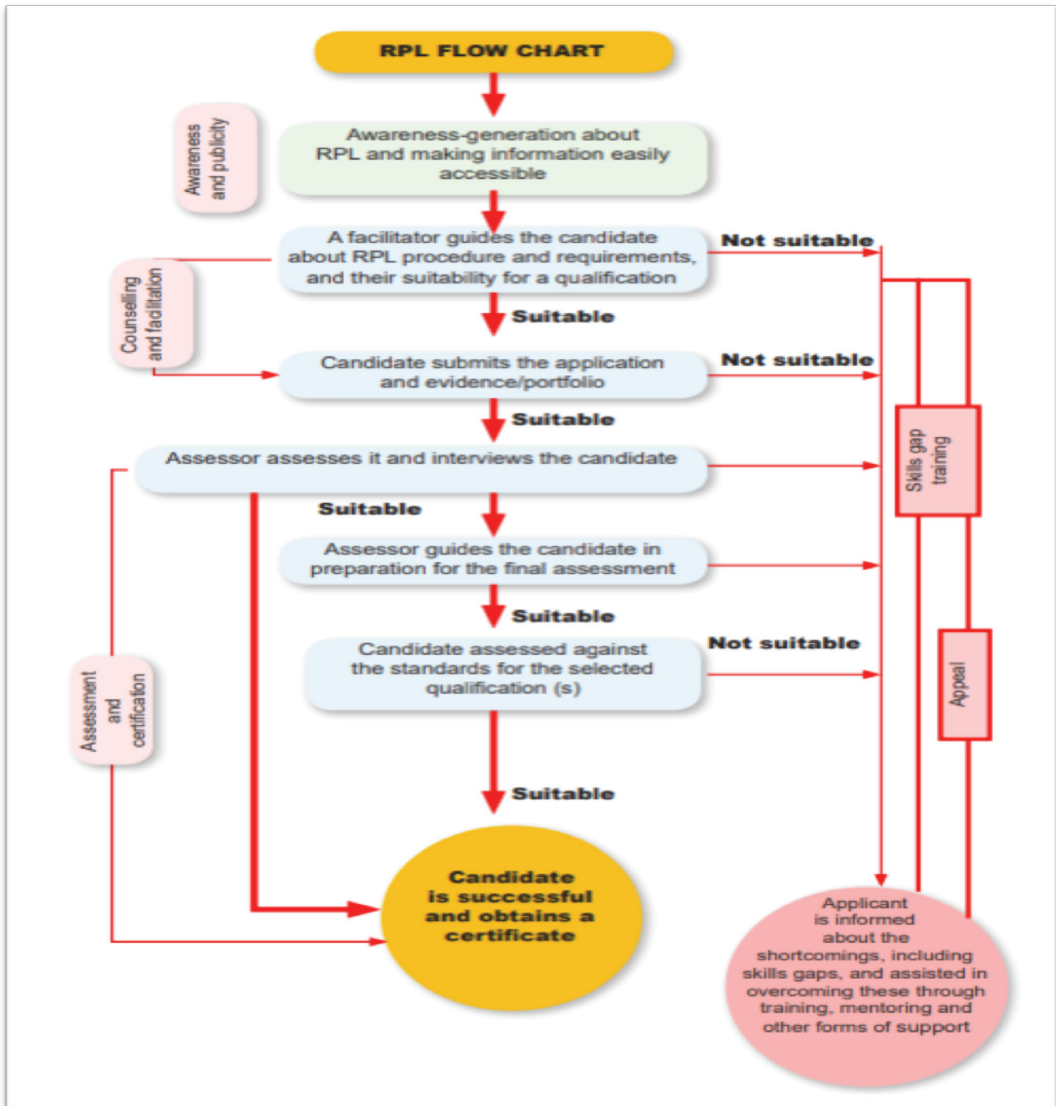 RPL FLOW CHART
Awareness
and publicity
Awareness-generation about
RPL and making information easily
accessible
A facilitator guides the candidate
about RPL procedure and requirements,
and their suitability for a qualification
Not suitable
Counselling
and facilitation
Suitable
Candidate submits the application
and evidence/portfolio
Not suitable
Suitable
Assessor assesses it and interviews the candidate
Skills gap
training
Suitable
Assessor guides the candidate in
preparation for the final assessment
Suitable
Candidate assessed against
the standards for the selected
qualification (s)
Not suitable
Appeal
Assessment
and
certification
Suitable
Candidate
is successful
and obtains a
certificate
Applicant
is informed
about the
shortcomings, including
skills gaps, and assisted in
overcoming these through
training, mentoring and
other forms of support